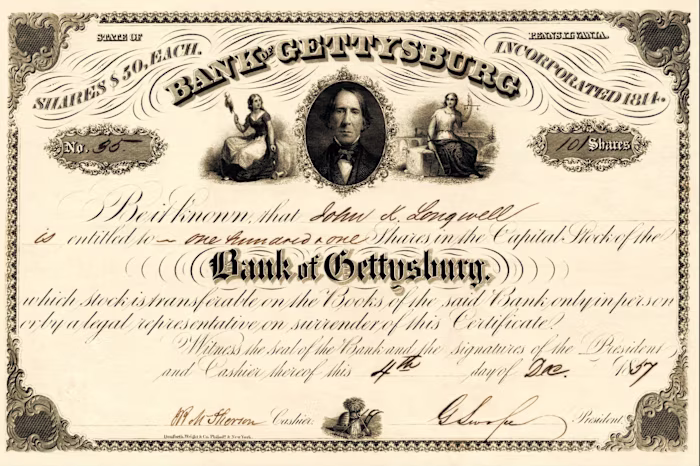 STATE OF
PENNSYLVANIA.
SHARES $50, EACH.
BANK OF GETTYSBURG
INCORPORATED 1814.
No. 35
101 Shares
Be it known, that John K. Longwell
is entitled to one hundred & one Shares in the Capital Stock of the
Bank of Gettysburg.
which stock is transferable on the Books of the said Bank only in person
or by a legal representative on surrender of this Certificate.
Witness the seal of the Bank and the signatures of the President
and Cashier thereof this 4th day of Dec. 1857
Cashier.
President.